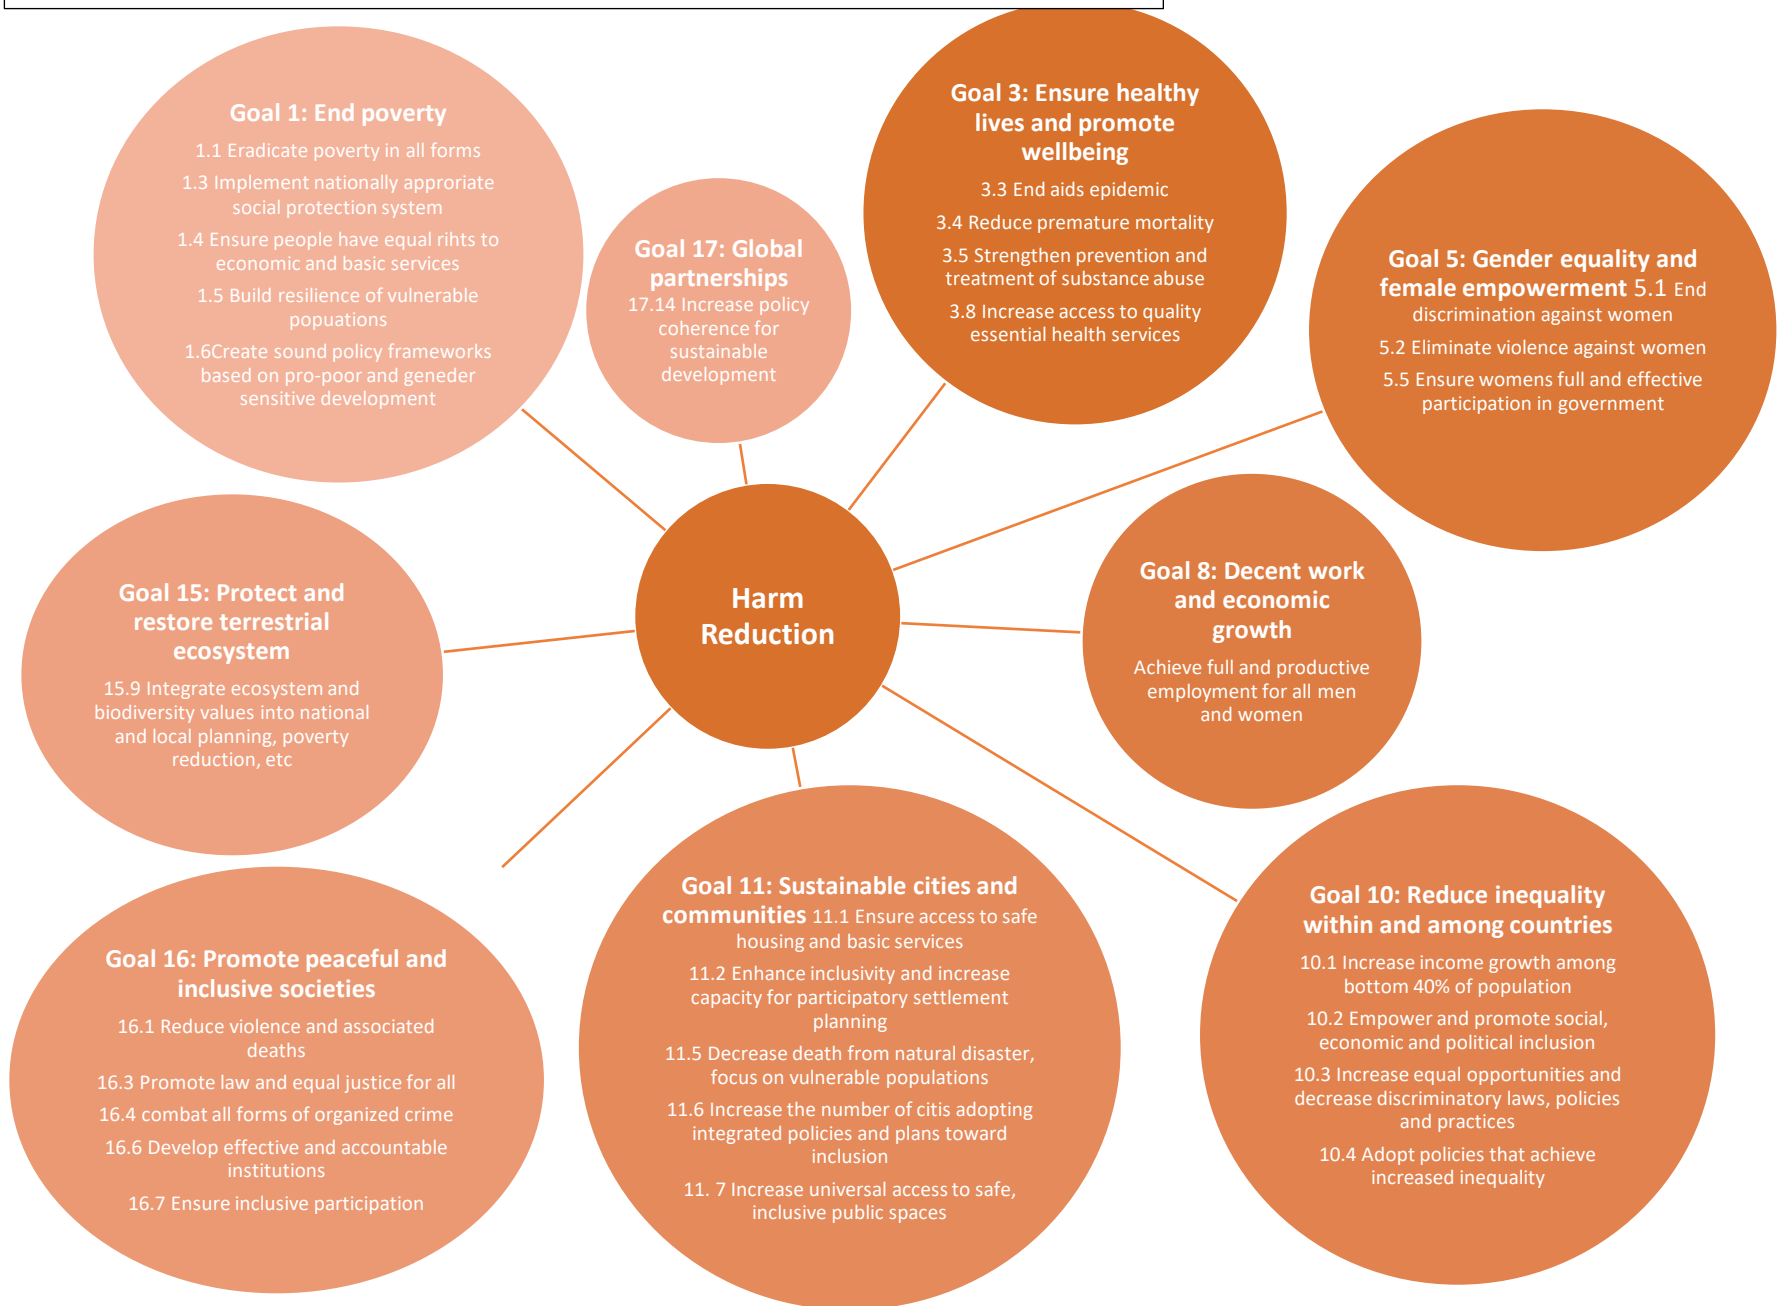 Goal 1: End poverty
1.1 Eradicate poverty in all forms
1.3 Implement nationally approriate
social protection system
1.4 Ensure people have equal rihts to
economic and basic services
1.5 Build resilience of vulnerable
popuations
1.6Create sound policy frameworks
based on pro-poor and geneder
sensitive development
Goal 17: Global
partnerships
17.14 Increase policy
coherence for
sustainable
development
Goal 3: Ensure healthy
lives and promote
wellbeing
3.3 End aids epidemic
3.4 Reduce premature mortality
3.5 Strengthen prevention and
treatment of substance abuse
3.8 Increase access to quality
essential health services
Goal 5: Gender equality and
female empowerment 5.1 End
discrimination against women
5.2 Eliminate violence against women
5.5 Ensure womens full and effective
participation in government
Harm
Reduction
Goal 8: Decent work
and economic
growth
Achieve full and productive
employment for all men
and women
Goal 15: Protect and
restore terrestrial
ecosystem
15.9 Integrate ecosystem and
biodiversity values into national
and local planning, poverty
reduction, etc
Goal 16: Promote peaceful and
inclusive societies
16.1 Reduce violence and associated
deaths
16.3 Promote law and equal justice for all
16.4 combat all forms of organized crime
16.6 Develop effective and accountable
institutions
16.7 Ensure inclusive participation
Goal 11: Sustainable cities and
communities 11.1 Ensure access to safe
housing and basic services
11.2 Enhance inclusivity and increase
capacity for participatory settlement
planning
11.5 Decrease death from natural disaster,
focus on vulnerable populations
11.6 Increase the number of citis adopting
integrated policies and plans toward
inclusion
11. 7 Increase universal access to safe,
inclusive public spaces
Goal 10: Reduce inequality
within and among countries
10.1 Increase income growth among
bottom 40% of population
10.2 Empower and promote social,
economic and political inclusion
10.3 Increase equal opportunities and
decrease discriminatory laws, policies
and practices
10.4 Adopt policies that achieve
increased inequality